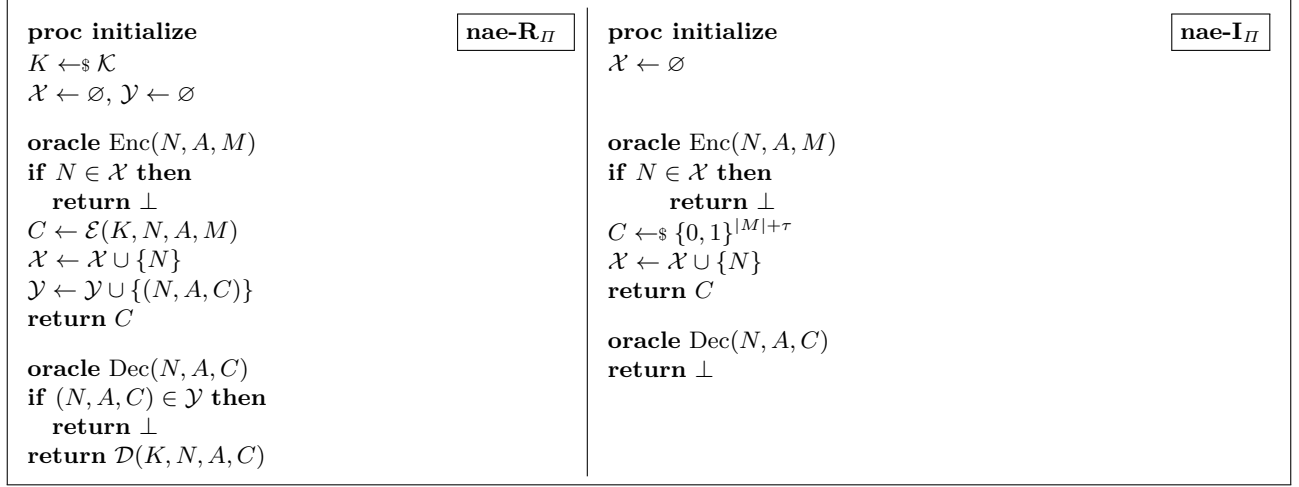 proc initialize
nae-R_Π
K ←$ 𝒦
𝒳 ← ∅, 𝒴 ← ∅
oracle Enc(N, A, M)
if N ∈ 𝒳 then
return ⊥
C ← ℰ(K, N, A, M)
𝒳 ← 𝒳 ∪ {N}
𝒴 ← 𝒴 ∪ {(N, A, C)}
return C
oracle Dec(N, A, C)
if (N, A, C) ∈ 𝒴 then
return ⊥
return 𝒟(K, N, A, C)
proc initialize
nae-I_Π
𝒳 ← ∅
oracle Enc(N, A, M)
if N ∈ 𝒳 then
return ⊥
C ←$ {0, 1}^{|M|+τ}
𝒳 ← 𝒳 ∪ {N}
return C
oracle Dec(N, A, C)
return ⊥